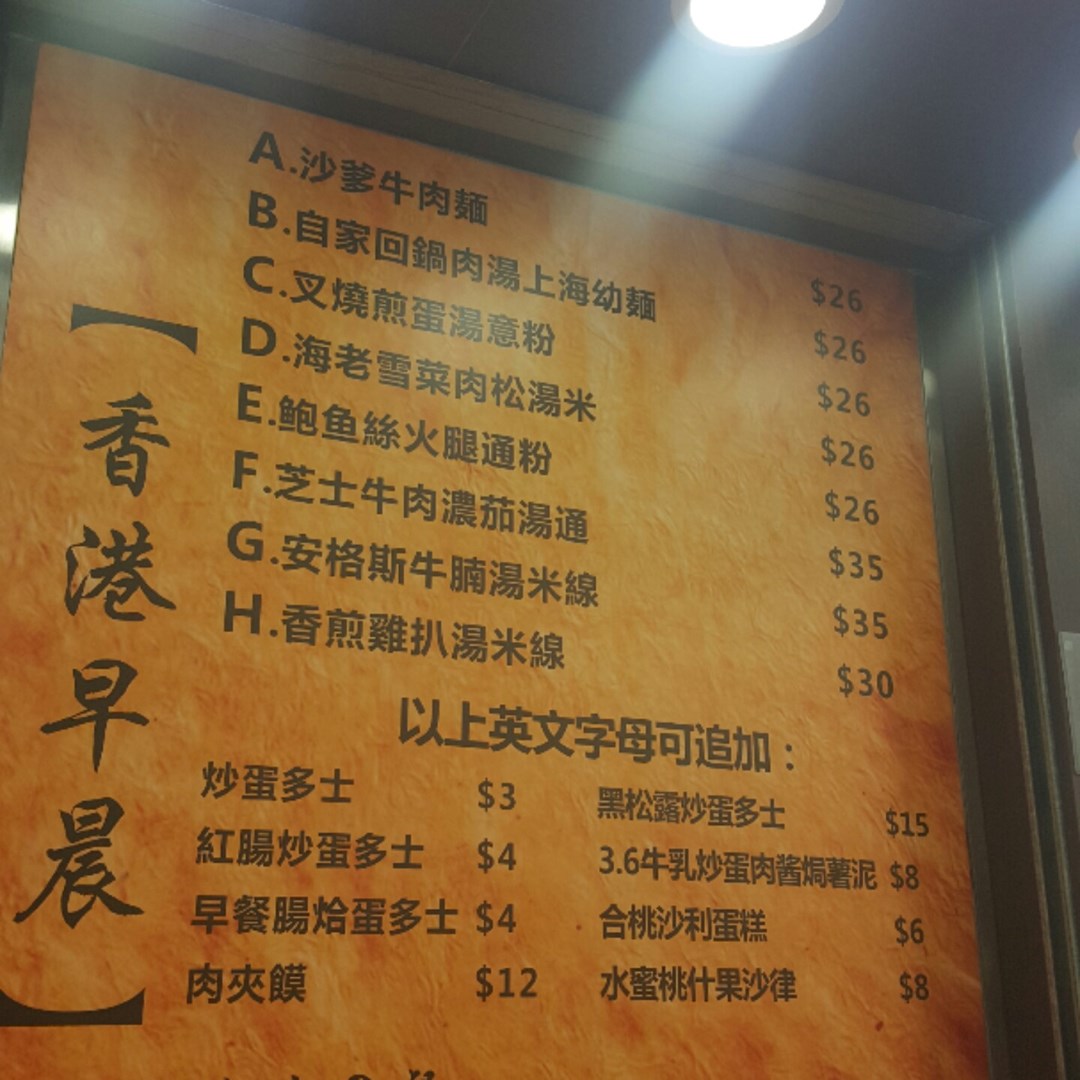 【香港早晨】
A.沙爹牛肉麵 $26
B.自家回鍋肉湯上海幼麵 $26
C.叉燒煎蛋湯意粉 $26
D.海老雪菜肉松湯米 $26
E.鮑鱼絲火腿通粉 $26
F.芝士牛肉濃茄湯通 $35
G.安格斯牛腩湯米線 $35
H.香煎雞扒湯米線 $30
以上英文字母可追加：
炒蛋多士 $3
紅腸炒蛋多士 $4
早餐腸烚蛋多士 $4
肉夾饃 $12
黑松露炒蛋多士 $15
3.6牛乳炒蛋肉酱焗薯泥 $8
合桃沙利蛋糕 $6
水蜜桃什果沙律 $8